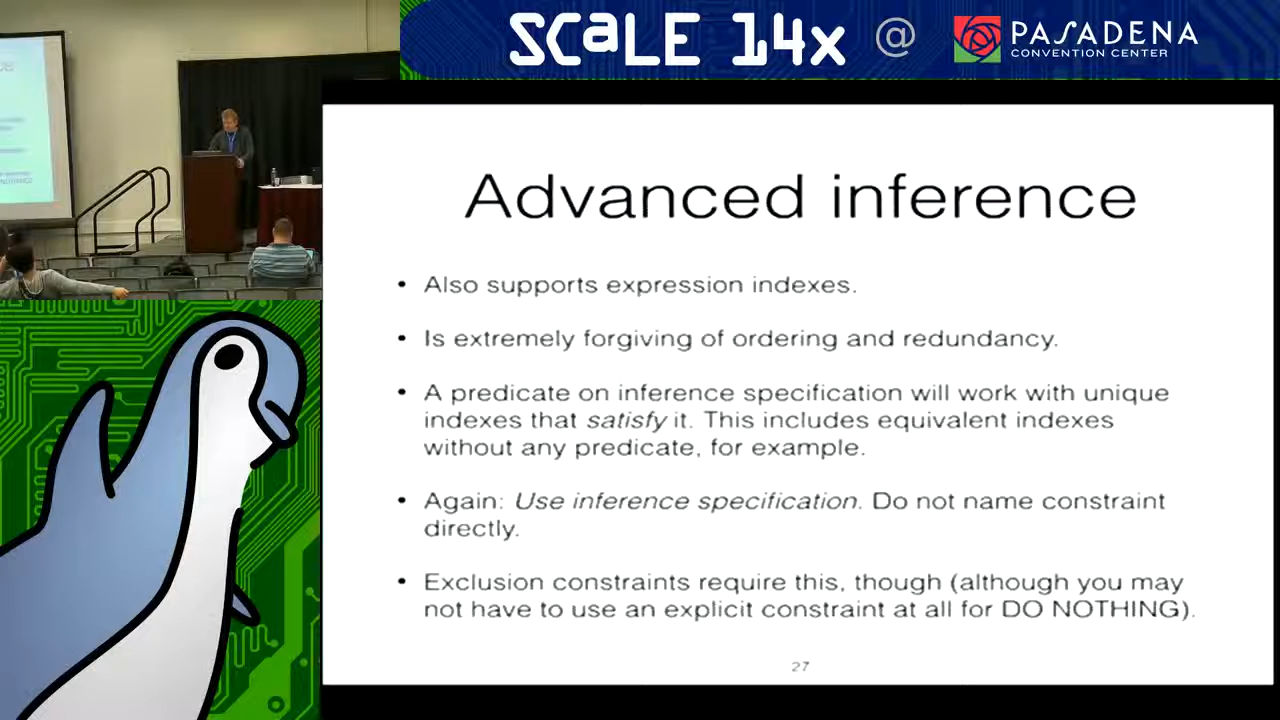 SCaLE 14x @ PASADENA
CONVENTION CENTER
Advanced inference
• Also supports expression indexes.
• Is extremely forgiving of ordering and redundancy.
• A predicate on inference specification will work with unique
indexes that satisfy it. This includes equivalent indexes
without any predicate, for example.
• Again: Use inference specification. Do not name constraint
directly.
• Exclusion constraints require this, though (although you may
not have to use an explicit constraint at all for DO NOTHING).
27